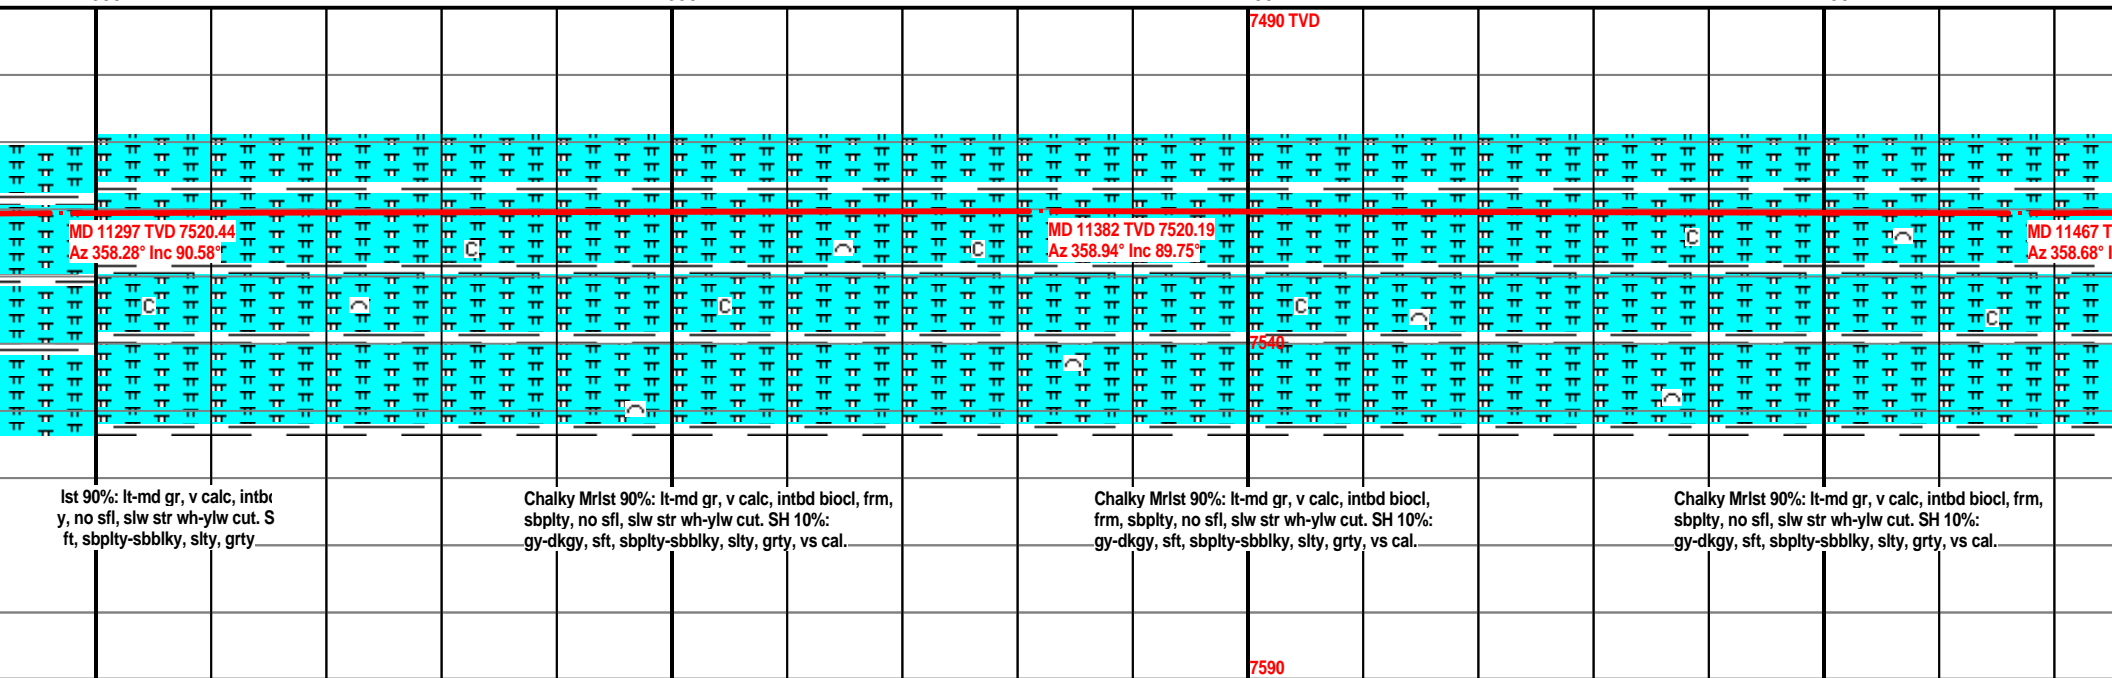 7490 TVD
MD 11297 TVD 7520.44
Az 358.28° Inc 90.58°
C
C
MD 11382 TVD 7520.19
Az 358.94° Inc 89.75°
C
MD 11467 T
Az 358.68° I
C
C
C
C
7540
lst 90%: lt-md gr, v calc, intbd
y, no sfl, slw str wh-ylw cut. S
ft, sbplty-sbblky, slty, grty
Chalky Mrlst 90%: lt-md gr, v calc, intbd biocl, frm,
sbplty, no sfl, slw str wh-ylw cut. SH 10%:
gy-dkgy, sft, sbplty-sbblky, slty, grty, vs cal.
Chalky Mrlst 90%: lt-md gr, v calc, intbd biocl,
frm, sbplty, no sfl, slw str wh-ylw cut. SH 10%:
gy-dkgy, sft, sbplty-sbblky, slty, grty, vs cal.
Chalky Mrlst 90%: lt-md gr, v calc, intbd biocl, frm,
sbplty, no sfl, slw str wh-ylw cut. SH 10%:
gy-dkgy, sft, sbplty-sbblky, slty, grty, vs cal.
7590